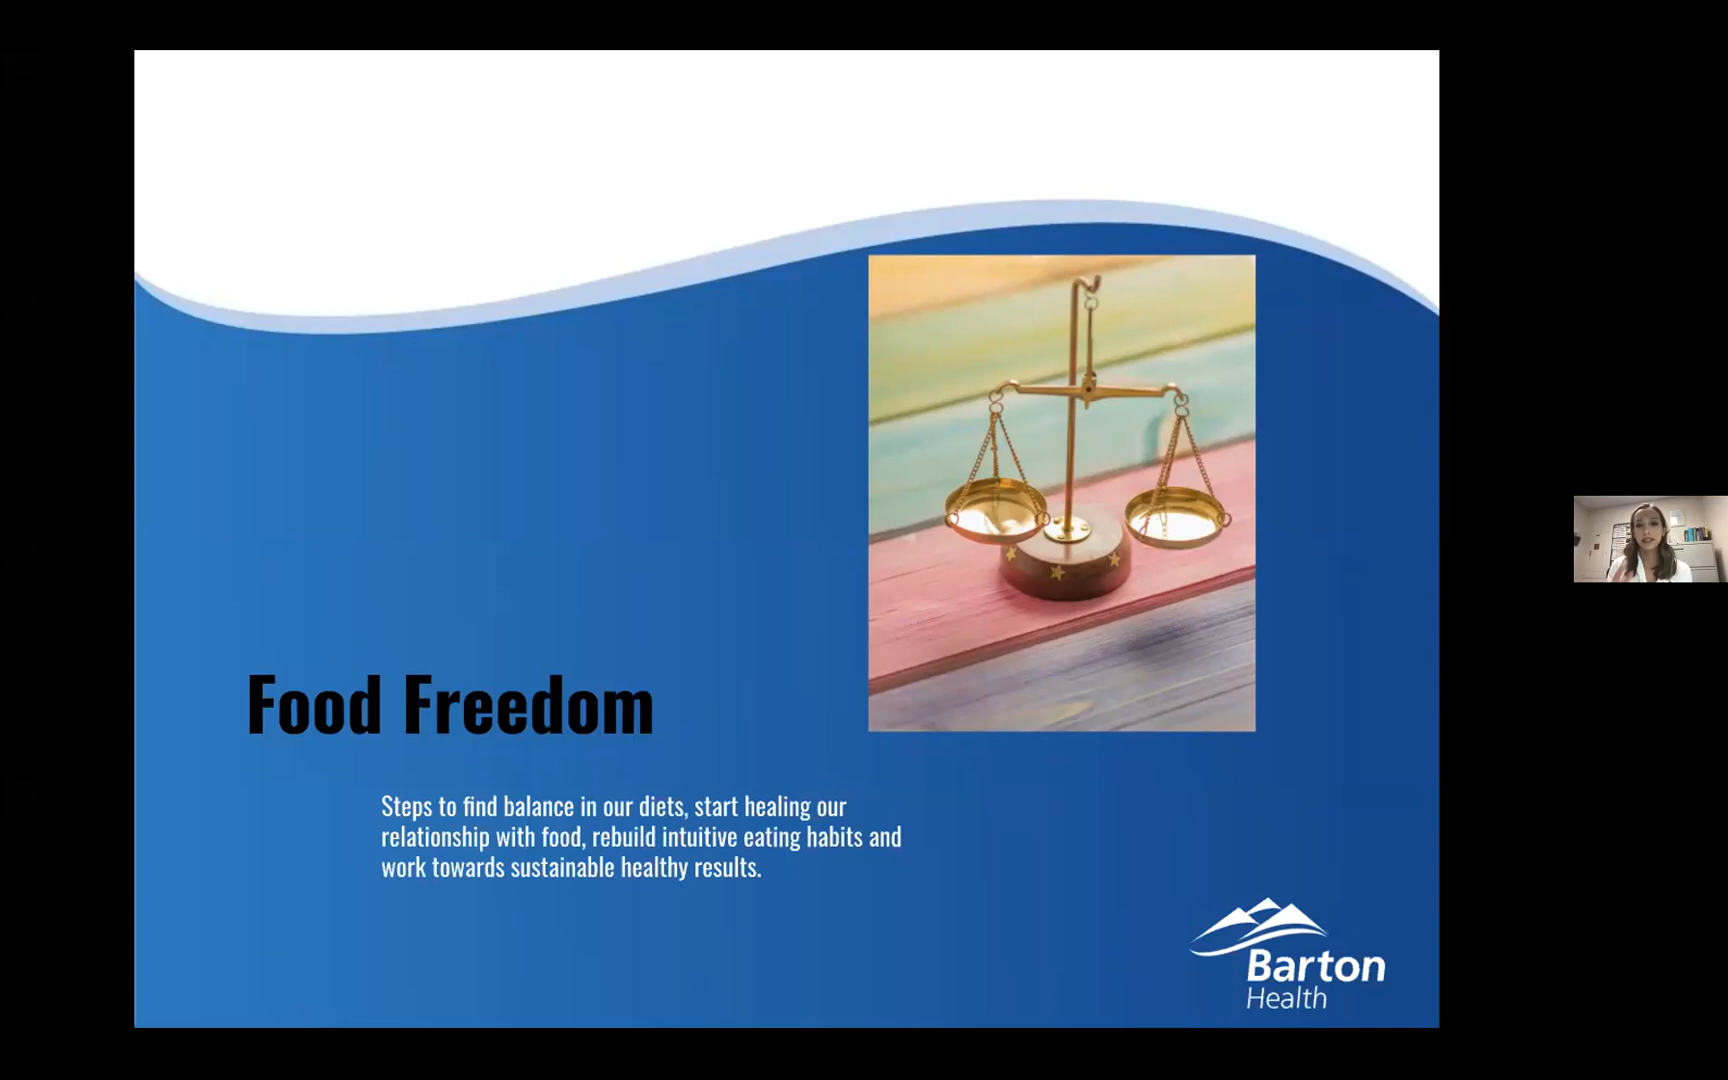 Food Freedom
Steps to find balance in our diets, start healing our
relationship with food, rebuild intuitive eating habits and
work towards sustainable healthy results.
Barton
Health